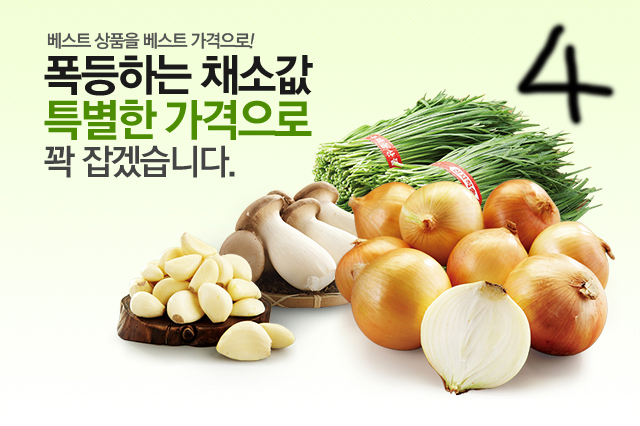 베스트 상품을 베스트 가격으로!
4
폭등하는 채소값
특별한 가격으로
꽉 잡겠습니다.